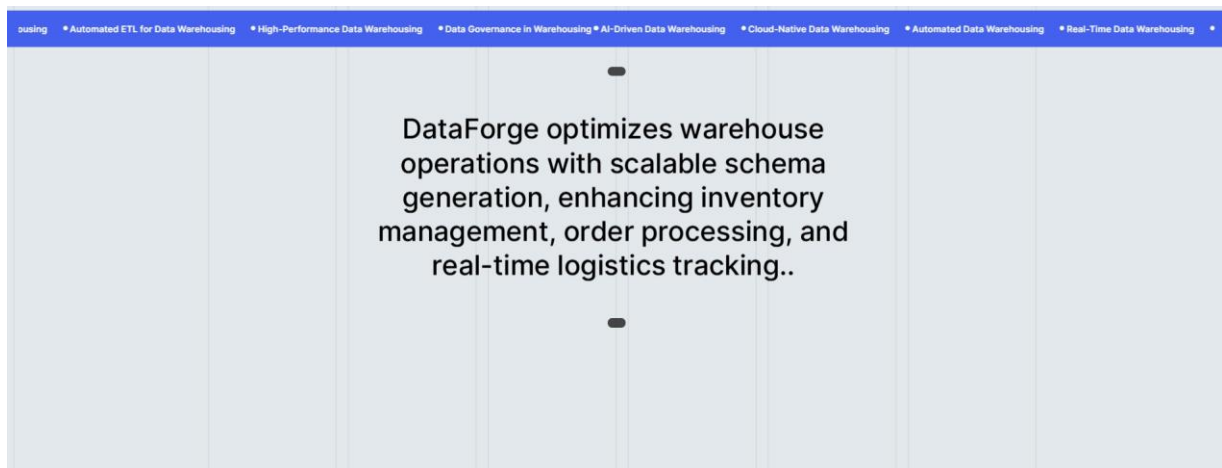 ousing • Automated ETL for Data Warehousing • High-Performance Data Warehousing • Data Governance in Warehousing • AI-Driven Data Warehousing • Cloud-Native Data Warehousing • Automated Data Warehousing • Real-Time Data Warehousing •
DataForge optimizes warehouse
operations with scalable schema
generation, enhancing inventory
management, order processing, and
real-time logistics tracking..